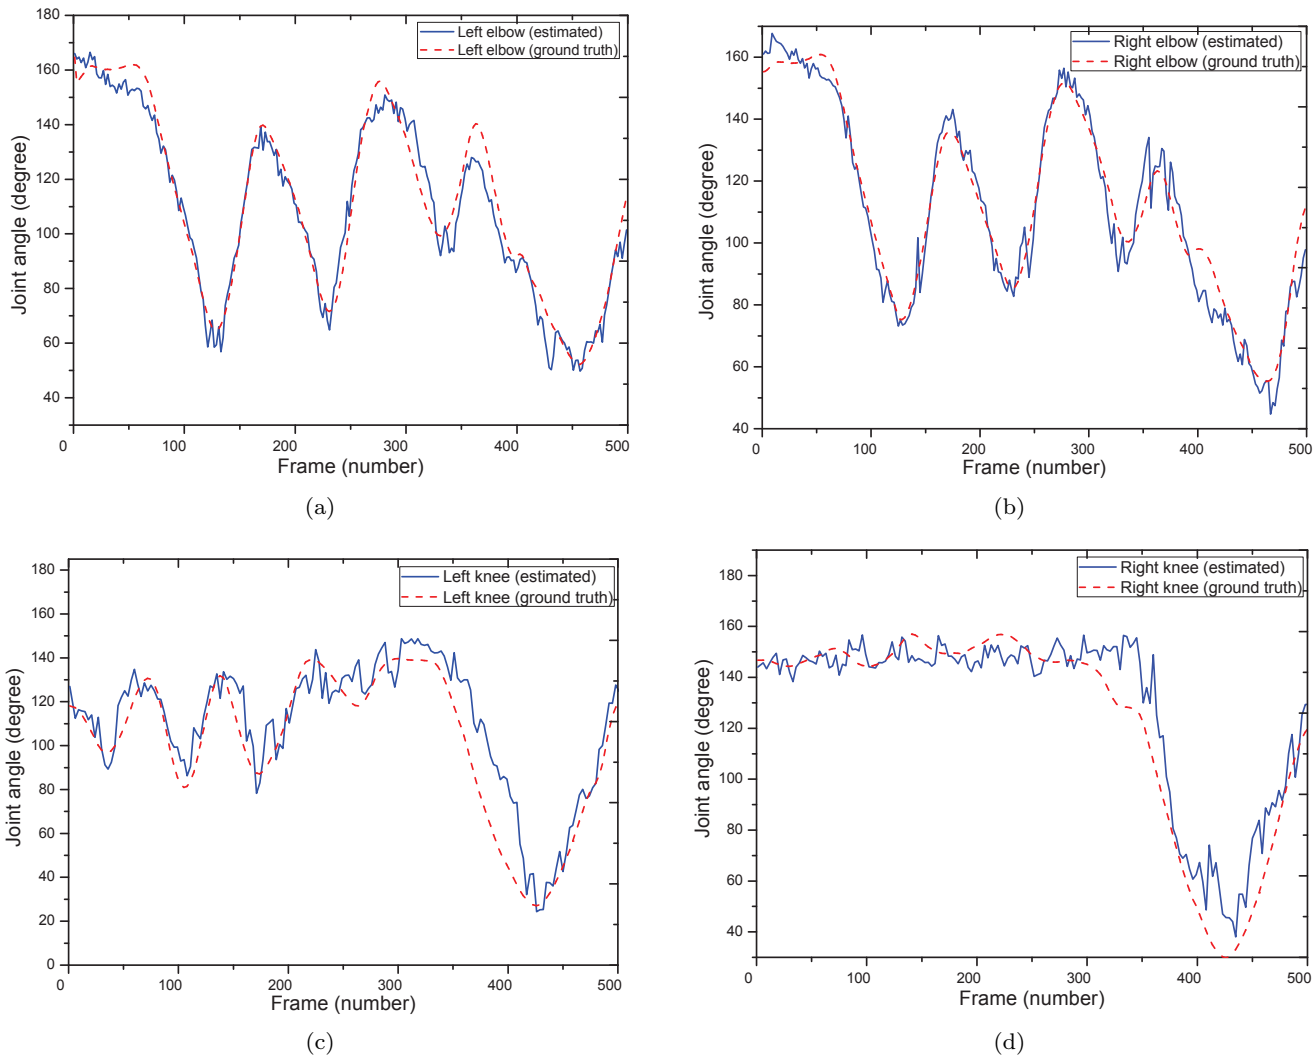 180
160
140
120
100
80
60
40
0 100 200 300 400 500
Joint angle (degree)
Frame (number)
Left elbow (estimated)
Left elbow (ground truth)
(a)
160
140
120
100
80
60
40
0 100 200 300 400 500
Joint angle (degree)
Frame (number)
Right elbow (estimated)
Right elbow (ground truth)
(b)
180
160
140
120
100
80
60
40
20
0
0 100 200 300 400 500
Joint angle (degree)
Frame (number)
Left knee (estimated)
Left knee (ground truth)
(c)
180
160
140
120
100
80
60
40
0 100 200 300 400 500
Joint angle (degree)
Frame (number)
Right knee (estimated)
Right knee (ground truth)
(d)